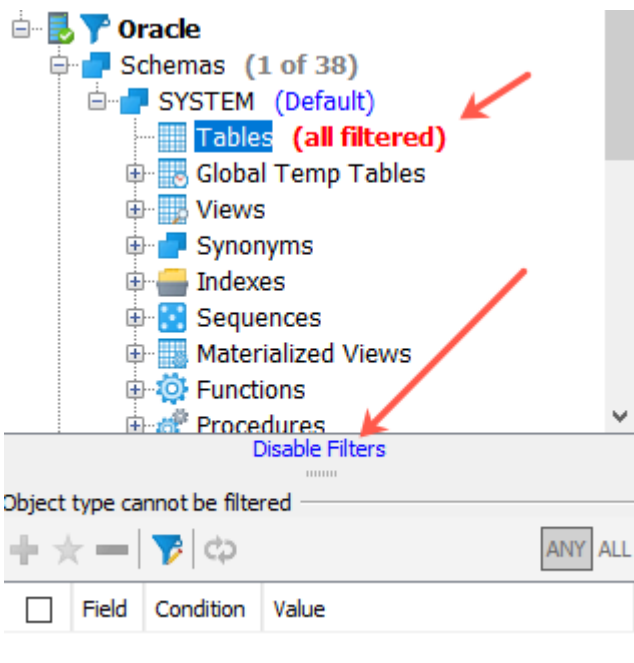 Oracle
Schemas (1 of 38)
SYSTEM (Default)
Tables (all filtered)
Global Temp Tables
Views
Synonyms
Indexes
Sequences
Materialized Views
Functions
Procedures
Disable Filters
Object type cannot be filtered
ANY ALL
Field Condition Value